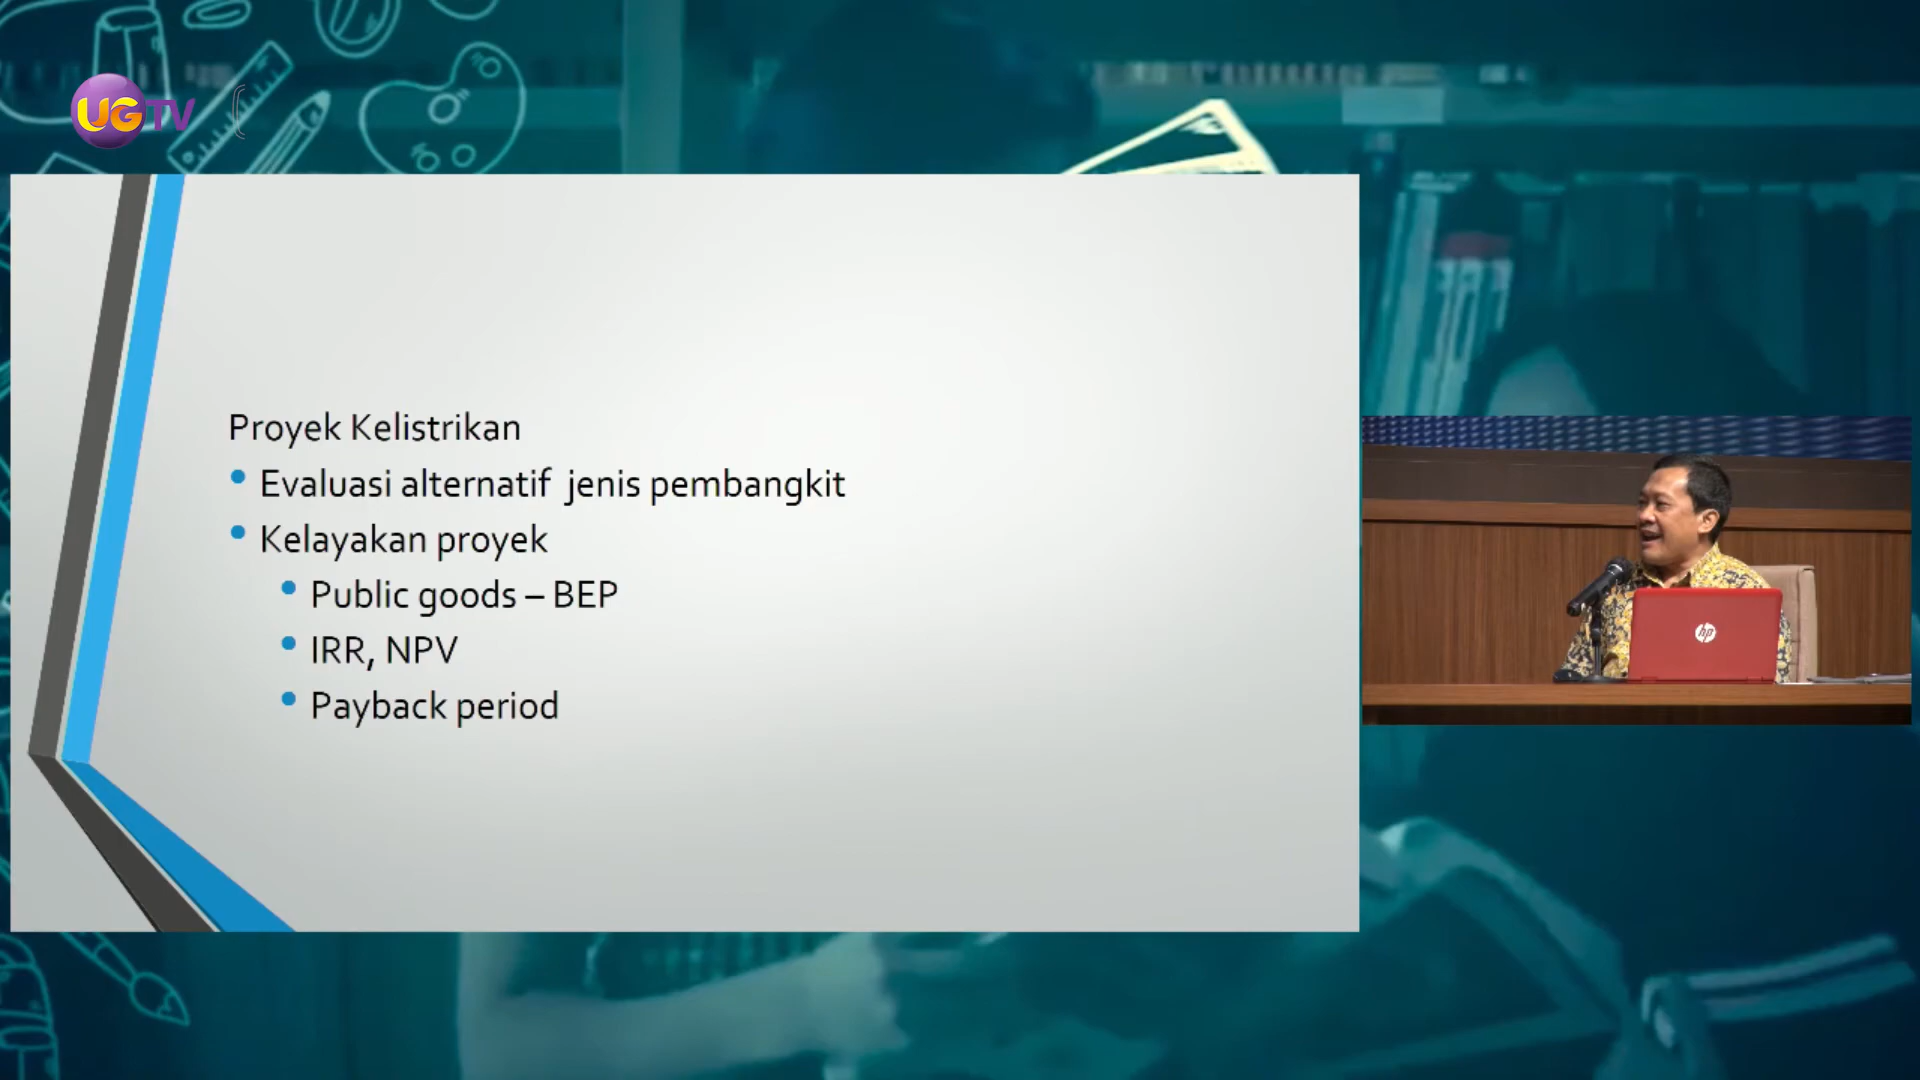 UGTV
Proyek Kelistrikan
Evaluasi alternatif jenis pembangkit
Kelayakan proyek
Public goods – BEP
IRR, NPV
Payback period
hp